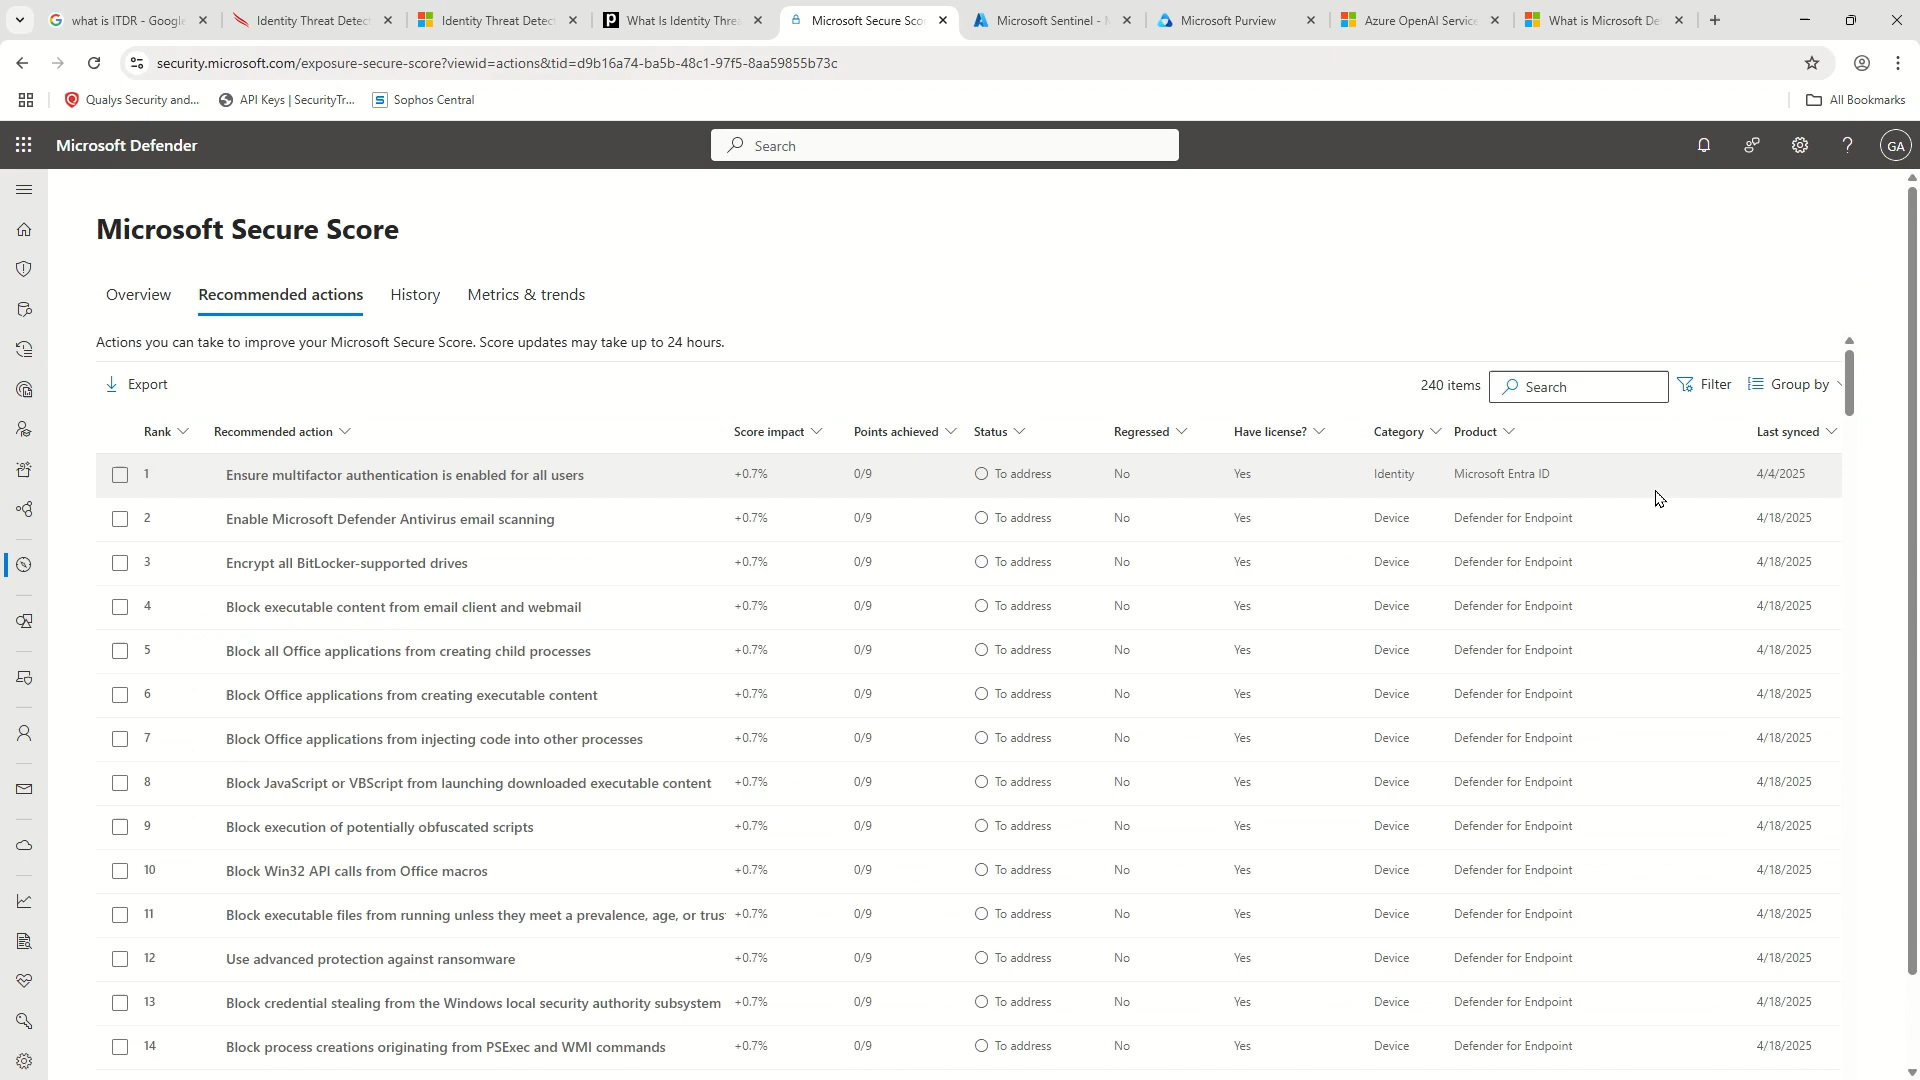 what is ITDR - Google
Identity Threat Detect
Identity Threat Detect
What Is Identity Thre
Microsoft Secure Scor
Microsoft Sentinel - M
Microsoft Purview
Azure OpenAI Service
What is Microsoft De
security.microsoft.com/exposure-secure-score?viewid=actions&tid=d9b16a74-ba5b-48c1-97f5-8aa59855b73c
Qualys Security and...
API Keys | SecurityTr...
Sophos Central
All Bookmarks
Microsoft Defender
Search
GA
Microsoft Secure Score
Overview
Recommended actions
History
Metrics & trends
Actions you can take to improve your Microsoft Secure Score. Score updates may take up to 24 hours.
Export
240 items
Search
Filter
Group by
Rank Recommended action Score impact Points achieved Status Regressed Have license? Category Product Last synced
1 Ensure multifactor authentication is enabled for all users +0.7% 0/9 To address No Yes Identity Microsoft Entra ID 4/4/2025
2 Enable Microsoft Defender Antivirus email scanning +0.7% 0/9 To address No Yes Device Defender for Endpoint 4/18/2025
3 Encrypt all BitLocker-supported drives +0.7% 0/9 To address No Yes Device Defender for Endpoint 4/18/2025
4 Block executable content from email client and webmail +0.7% 0/9 To address No Yes Device Defender for Endpoint 4/18/2025
5 Block all Office applications from creating child processes +0.7% 0/9 To address No Yes Device Defender for Endpoint 4/18/2025
6 Block Office applications from creating executable content +0.7% 0/9 To address No Yes Device Defender for Endpoint 4/18/2025
7 Block Office applications from injecting code into other processes +0.7% 0/9 To address No Yes Device Defender for Endpoint 4/18/2025
8 Block JavaScript or VBScript from launching downloaded executable content +0.7% 0/9 To address No Yes Device Defender for Endpoint 4/18/2025
9 Block execution of potentially obfuscated scripts +0.7% 0/9 To address No Yes Device Defender for Endpoint 4/18/2025
10 Block Win32 API calls from Office macros +0.7% 0/9 To address No Yes Device Defender for Endpoint 4/18/2025
11 Block executable files from running unless they meet a prevalence, age, or trus +0.7% 0/9 To address No Yes Device Defender for Endpoint 4/18/2025
12 Use advanced protection against ransomware +0.7% 0/9 To address No Yes Device Defender for Endpoint 4/18/2025
13 Block credential stealing from the Windows local security authority subsystem +0.7% 0/9 To address No Yes Device Defender for Endpoint 4/18/2025
14 Block process creations originating from PSExec and WMI commands +0.7% 0/9 To address No Yes Device Defender for Endpoint 4/18/2025